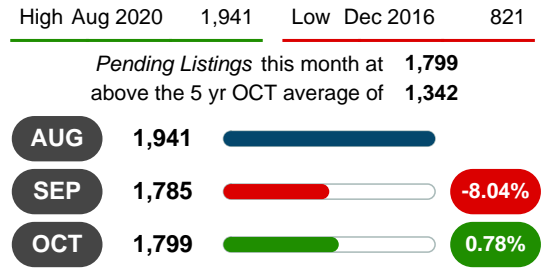 High Aug 2020 1,941 Low Dec 2016 821
Pending Listings this month at 1,799
above the 5 yr OCT average of 1,342
AUG 1,941
SEP 1,785 -8.04%
OCT 1,799 0.78%